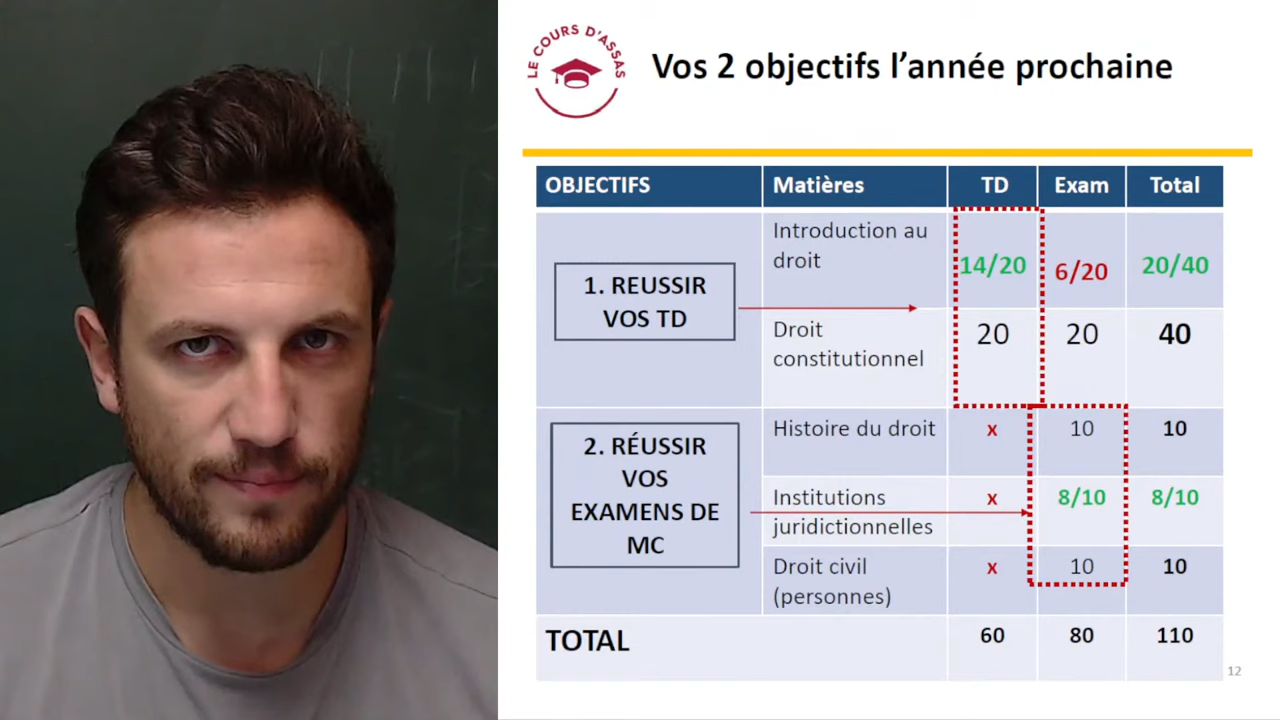 LE COURS D'ASSAS
Vos 2 objectifs l'année prochaine
OBJECTIFS Matières TD Exam Total
1. REUSSIR
VOS TD
Introduction au
droit
14/20 6/20 20/40
Droit
constitutionnel
20 20 40
2. RÉUSSIR
VOS
EXAMENS DE
MC
Histoire du droit x 10 10
Institutions
juridictionnelles
x 8/10 8/10
Droit civil
(personnes)
x 10 10
TOTAL 60 80 110
12